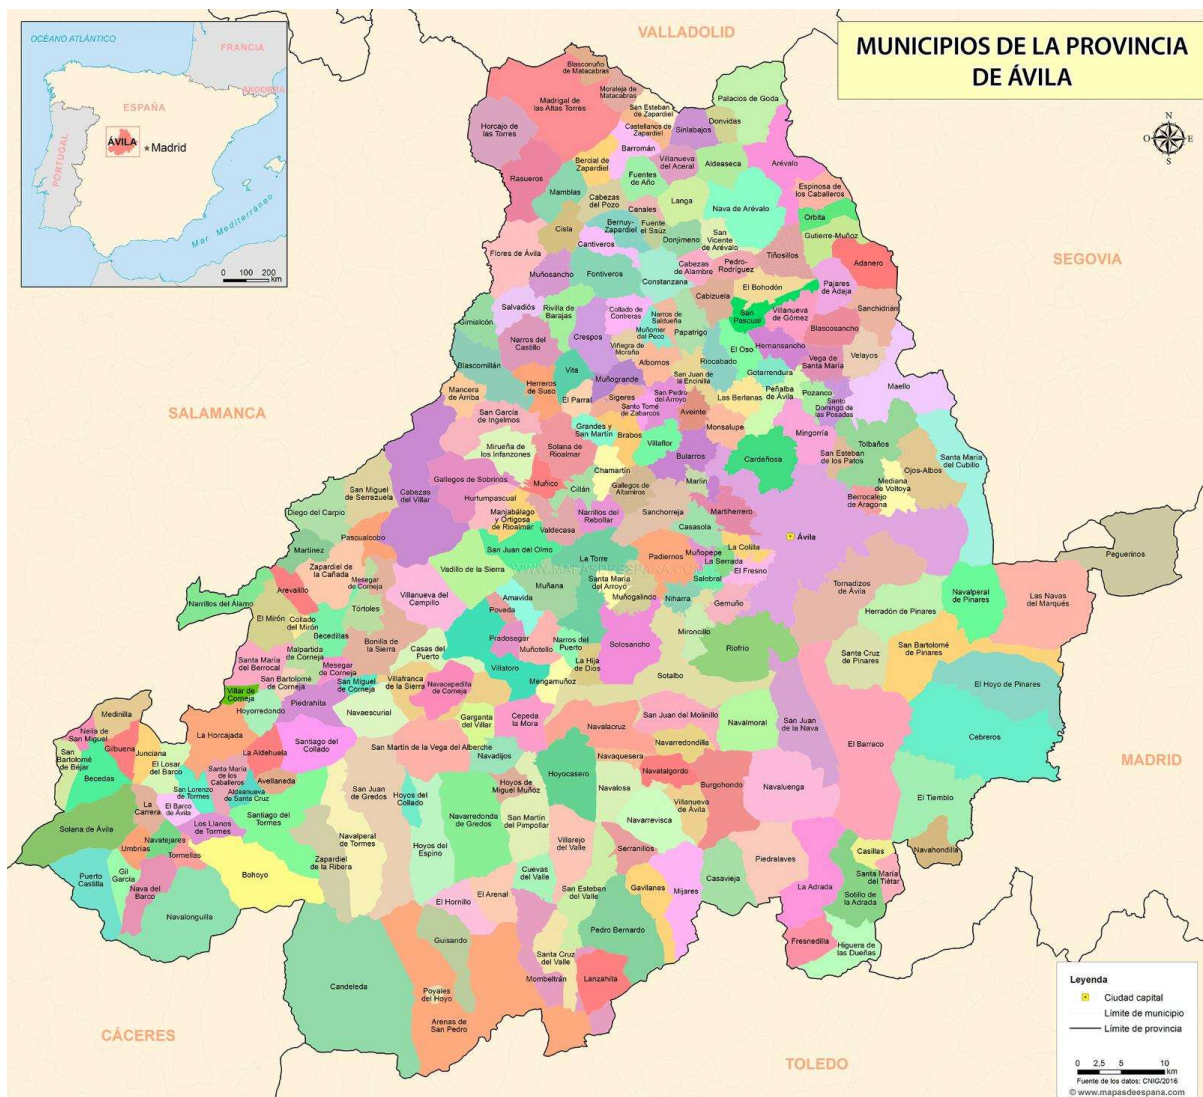 MUNICIPIOS DE LA PROVINCIA
DE ÁVILA
OCÉANO ATLÁNTICO
FRANCIA
ANDORRA
ESPAÑA
PORTUGAL
ÁVILA
Madrid
Mar Mediterráneo
0 100 200
km
N
O E
S
VALLADOLID
SEGOVIA
SALAMANCA
MADRID
CÁCERES
TOLEDO
Blasconuño
de Matacabras
Madrigal de
las Altas Torres
Moraleja de
Matacabras
Palacios de Goda
San Esteban
de Zapardiel
Horcajo de
las Torres
Castellanos de
Zapardiel
Sinlabajos
Donvidas
Barromán
Bercial de
Zapardiel
Villanueva
del Aceral
Aldeaseca
Arévalo
Rasueros
Fuentes
de Año
Mamblas
Espinosa de
los Caballeros
Cabezas
del Pozo
Canales
Langa
Nava de Arévalo
Orbita
Cisla
Bernuy-
Zapardiel
Fuente
el Saúz
Donjimeno
San
Vicente
de Arévalo
Gutierre-Muñoz
Flores de Ávila
Cantiveros
Tiñosillos
Adanero
Muñosancho
Fontiveros
Constanzana
Cabezas
de Alambre
Pedro-
Rodríguez
El Bohodón
Pajares
de Adaja
Cabizuela
Sanchidrián
Salvadiós
Rivilla de
Barajas
Collado de
Contreras
Narros de
Saldueña
San
Pascual
Villanueva
de Gómez
Gimialcón
Crespos
Muñomer
del Peco
Papatrigo
Blascosancho
Narros del
Castillo
Viñegra de
Moraña
El Oso
Hernansancho
Blascomillán
Vita
Albornos
Riocabado
Vega de
Santa María
Velayos
Muñogrande
San Juan de
la Encinilla
Gotarrendura
Mancera
de Arriba
Herreros
de Suso
El Parral
Sigeres
San Pedro
del Arroyo
Las Berlanas
Peñalba
de Ávila
Pozanco
Maello
Santo Tomé
de Zabarcos
Aveinte
Santo
Domingo de
las Posadas
San García
de Ingelmos
Grandes y
San Martín
Brabos
Villaflor
Monsalupe
Mingorría
Tolbaños
Mirueña de
los Infanzones
Solana de
Rioalmar
Bularros
Cardeñosa
San Esteban
de los Patos
Ojos-Albos
Santa María
del Cubillo
Cabezas
del Villar
Gallegos de Sobrinos
Muñico
Chamartín
Cillán
Gallegos de
Altamiros
Marlín
Mediana
de Voltoya
Berrocalejo
de Aragona
San Miguel
de Serrezuela
Hurtumpascual
Diego del Carpio
Manjabálago
y Ortigosa
de Rioalmar
Narrillos del
Rebollar
Sanchorreja
Martiherrero
Valdecasa
Casasola
Pascualcobo
Ávila
San Juan del Olmo
La Torre
Padiernos
Muñopepe
La Colilla
Martínez
La Serrada
Peguerinos
Zapardiel de
la Cañada
Vadillo de la Sierra
WWW.MAPASDEESPANA.COM
El Fresno
Mesegar
de Corneja
Muñana
Santa María
del Arroyo
Salobral
Tornadizos
de Ávila
Arevalillo
Villanueva del
Campillo
Amavida
Muñogalindo
Niharra
Gemuño
Narrillos del Álamo
Tórtoles
Poveda
Herradón de Pinares
Navalperal
de Pinares
Las Navas
del Marqués
El Mirón
Collado
del Mirón
Becedillas
Pradosegar
Mironcillo
Bonilla de
la Sierra
Casas del
Puerto
Muñotello
Narros del
Puerto
Solosancho
Riofrío
San Bartolomé
de Pinares
Malpartida
de Corneja
Santa Cruz
de Pinares
Santa María
del Berrocal
Mesegar de
Corneja
Villatoro
La Hija
de Dios
Sotalbo
San Bartolomé
de Corneja
San Miguel
de Corneja
Villafranca
de la Sierra
Navacepedilla
de Corneja
Mengamuñoz
El Hoyo de Pinares
Villar de
Corneja
Piedrahíta
Hoyorredondo
Navaescurial
Medinilla
Garganta
del Villar
Cepeda
la Mora
Navalacruz
San Juan del Molinillo
Navalmoral
San Juan
de la Nava
Neila de
San Miguel
La Horcajada
Cebreros
Gilbuena
Junciana
Santiago del
Collado
San Martín de la Vega del Alberche
Navarredondilla
El Barraco
San
Bartolomé
de Béjar
El Losar
del Barco
La Aldehuela
Navadijos
Navaquesera
Becedas
Santa María
de los
Caballeros
Avellaneda
Hoyocasero
Navatalgordo
Burgohondo
San Lorenzo
de Tormes
Aldeanueva
de Santa Cruz
San Juan
de Gredos
Hoyos del
Collado
Hoyos de
Miguel Muñoz
Navalosa
Navaluenga
El Tiemblo
La
Carrera
El Barco
de Ávila
Santiago del
Tormes
Villanueva
de Ávila
Solana de Ávila
Los Llanos
de Tormes
Navarredonda
de Gredos
San Martín
del Pimpollar
Navarrevisca
Navatejares
Navalperal
de Tormes
Villarejo
del Valle
Umbrías
Tormellas
Hoyos del
Espino
Serranillos
Casillas
Navahondilla
Zapardiel
de la Ribera
Piedralaves
Puerto
Castilla
Gil
García
Bohoyo
Cuevas
del Valle
Casavieja
La Adrada
Santa María
del Tiétar
Nava del
Barco
El Hornillo
El Arenal
San Esteban
del Valle
Gavilanes
Mijares
Sotillo de
la Adrada
Navalonguilla
Pedro Bernardo
Guisando
Fresnedilla
Higuera de
las Dueñas
Santa Cruz
del Valle
Candeleda
Mombeltrán
Lanzahíta
Poyales
del Hoyo
Arenas de
San Pedro
Leyenda
Ciudad capital
Límite de municipio
Límite de provincia
0 2,5 5 10
km
Fuente de los datos: CNIG/2016
© www.mapasdeespana.com